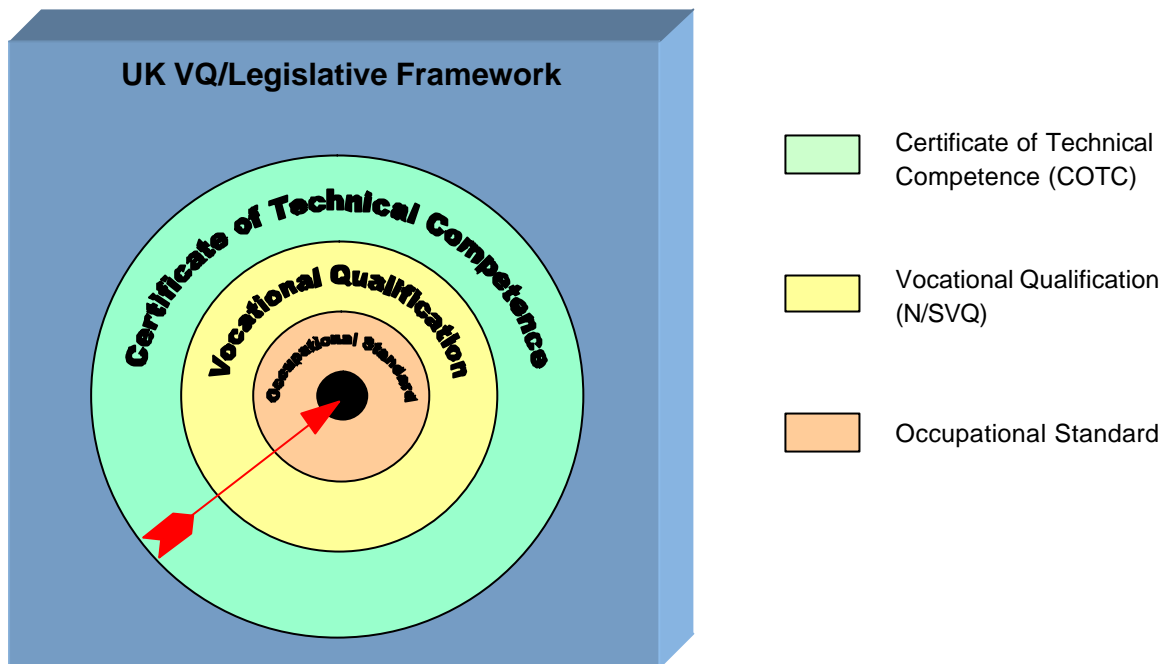 UK VQ/Legislative Framework
Certificate of Technical Competence
Vocational Qualification
Occupational Standard
Certificate of Technical
Competence (COTC)
Vocational Qualification
(N/SVQ)
Occupational Standard